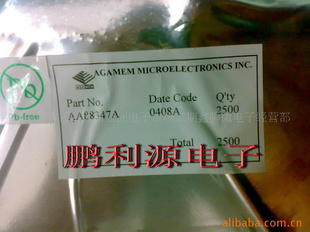 AGAMEM MICROELECTRONICS INC.
Part No. Date Code Q'ty
AA88347A 0408A 2500
Total 2500
Pb-free
鹏利源电子
alibaba.com.cn